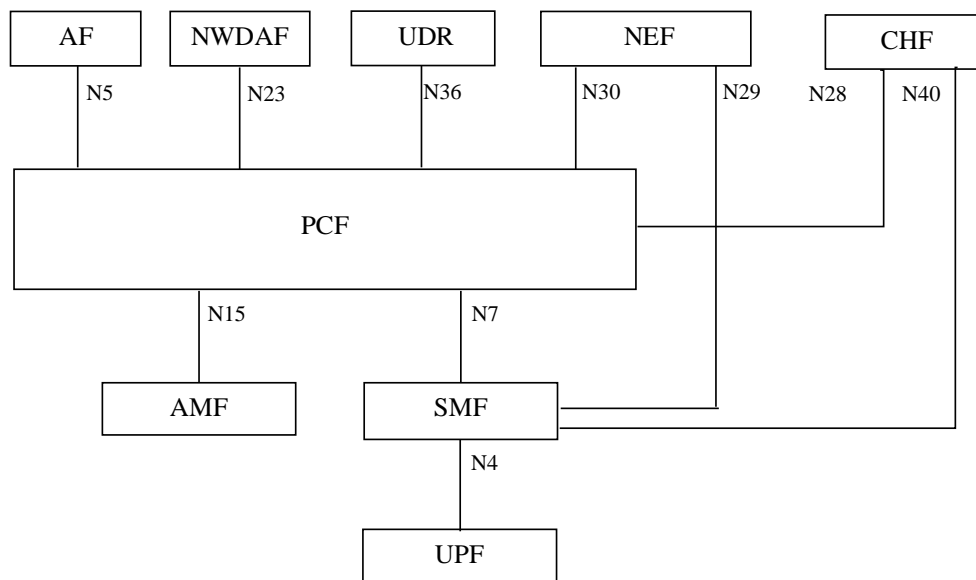 AF
NWDAF
UDR
NEF
CHF
N5
N23
N36
N30
N29
N28
N40
PCF
N15
N7
AMF
SMF
N4
UPF